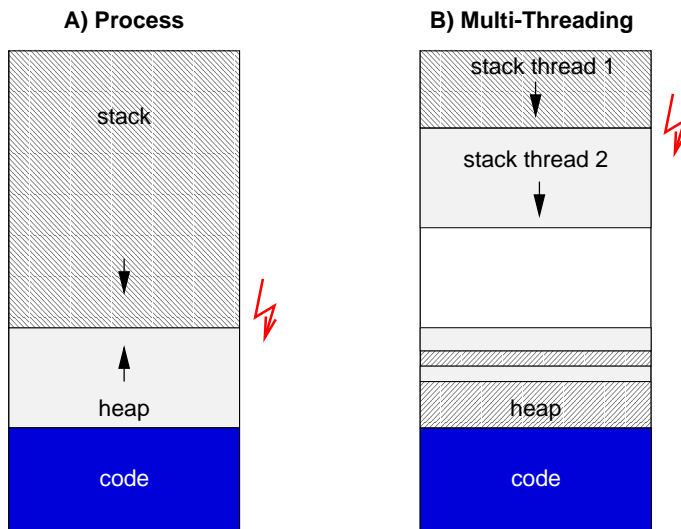 A) Process
stack
heap
code
B) Multi-Threading
stack thread 1
stack thread 2
heap
code